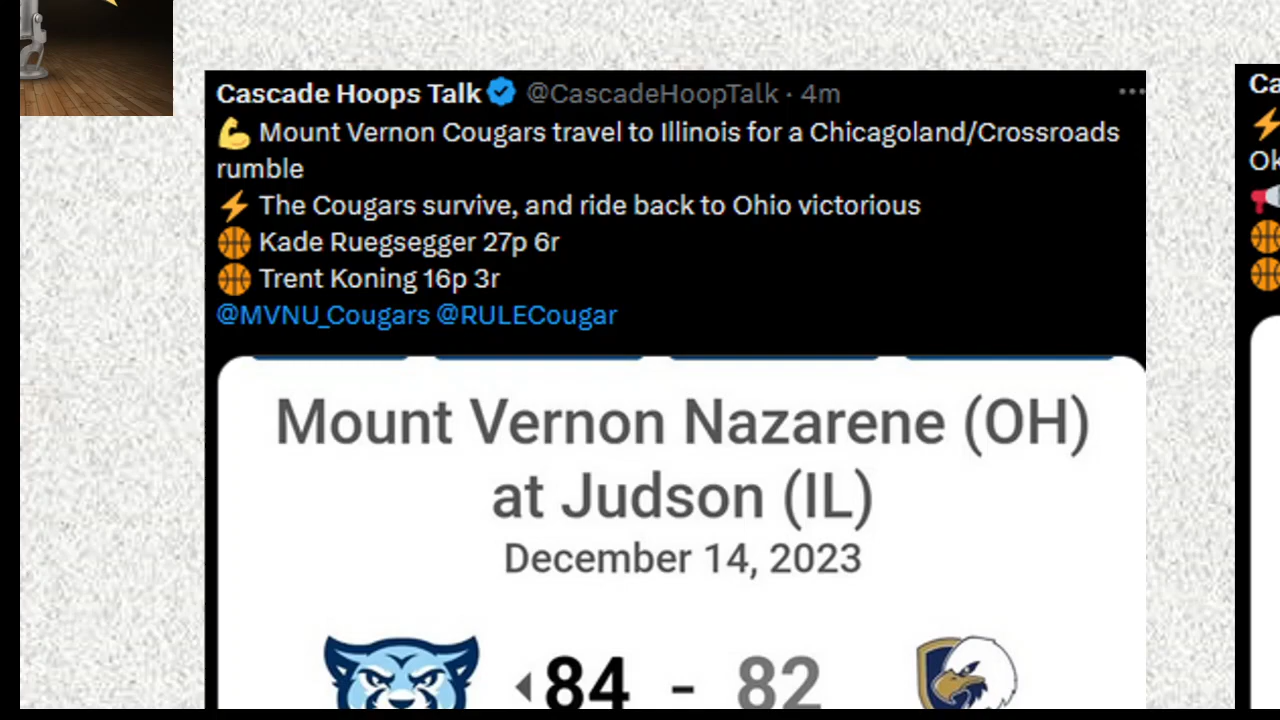 Cascade Hoops Talk @CascadeHoopTalk · 4m
💪 Mount Vernon Cougars travel to Illinois for a Chicagoland/Crossroads
rumble
⚡ The Cougars survive, and ride back to Ohio victorious
🏀 Kade Ruegsegger 27p 6r
🏀 Trent Koning 16p 3r
@MVNU_Cougars @RULECougar
Mount Vernon Nazarene (OH)
at Judson (IL)
December 14, 2023
84 - 82